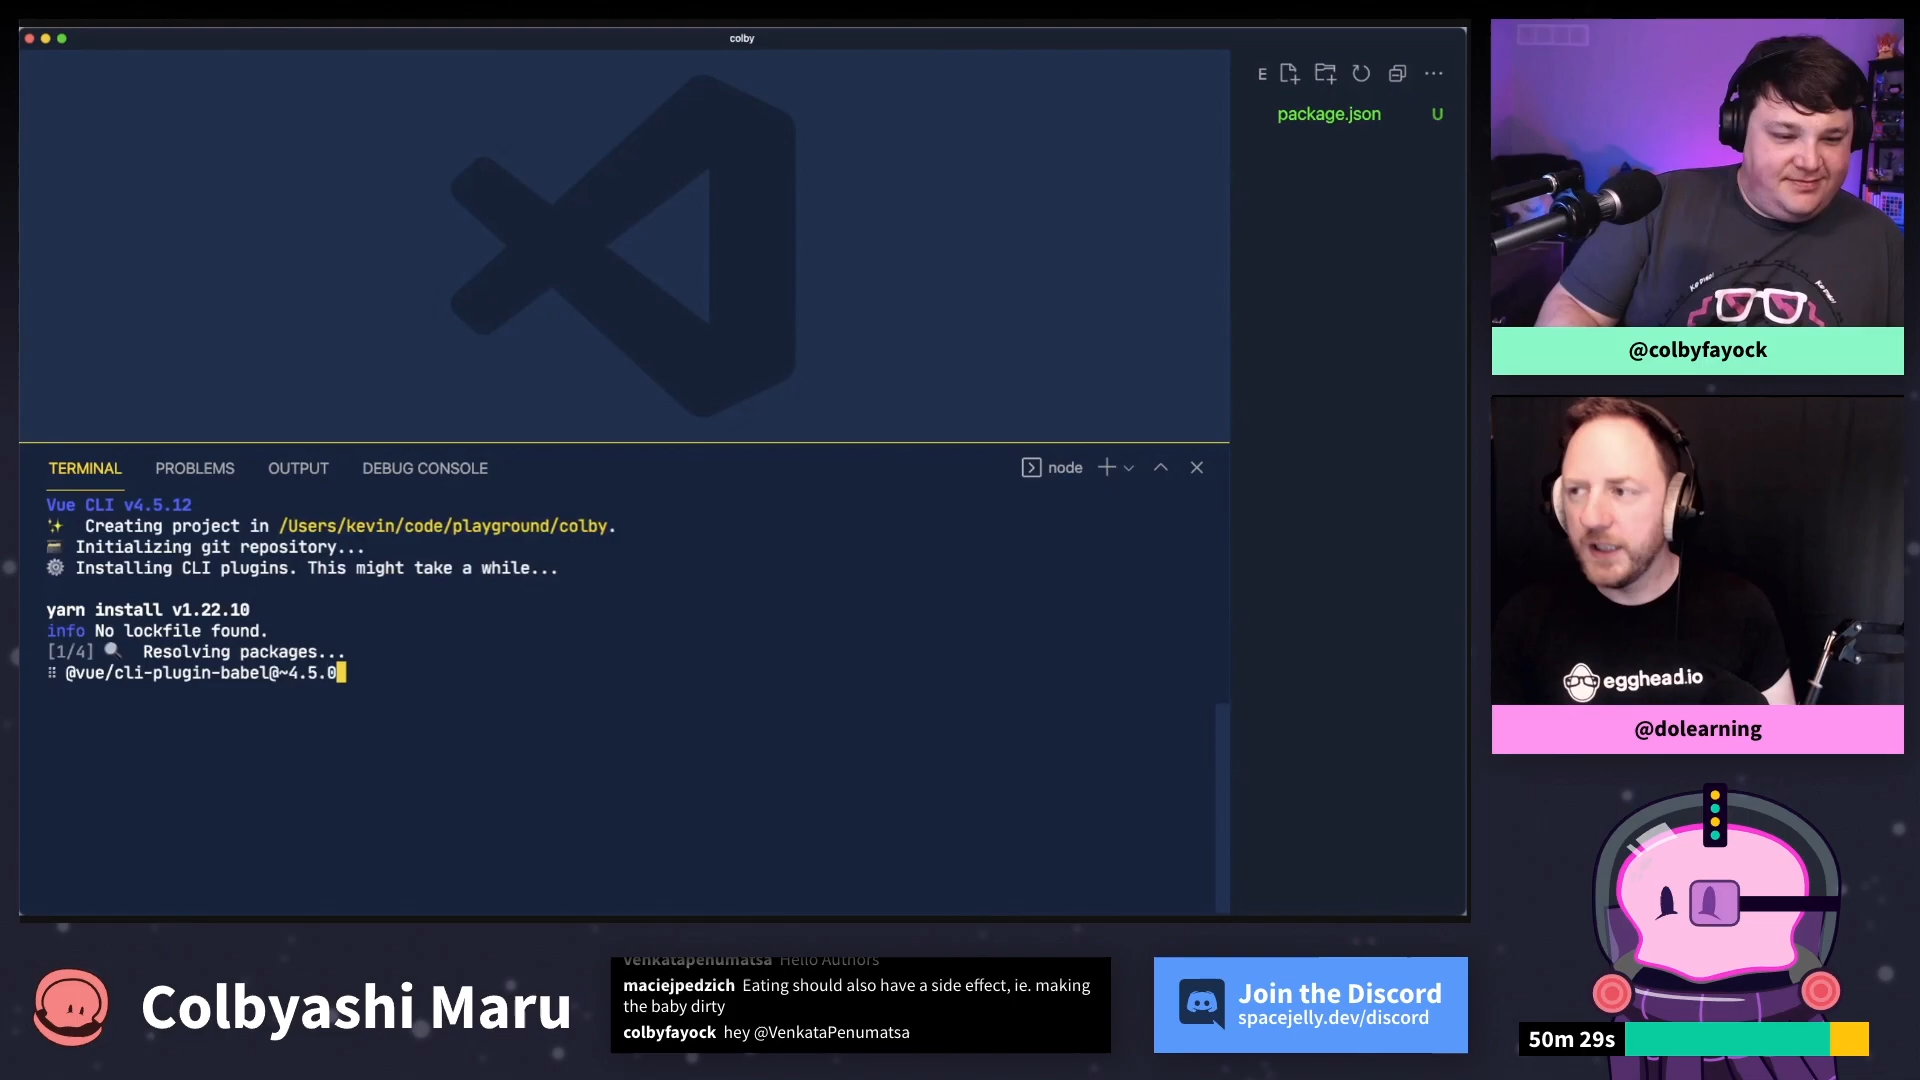 colby
E
package.json U
TERMINAL PROBLEMS OUTPUT DEBUG CONSOLE
node
Vue CLI v4.5.12
Creating project in /Users/kevin/code/playground/colby.
Initializing git repository...
Installing CLI plugins. This might take a while...
yarn install v1.22.10
info No lockfile found.
[1/4] Resolving packages...
@vue/cli-plugin-babel@~4.5.0
@colbyfayock
egghead.io
@dolearning
Colbyashi Maru
venkatapenumatsa Hello Authors
maciejpedzich Eating should also have a side effect, ie. making
the baby dirty
colbyfayock hey @VenkataPenumatsa
Join the Discord
spacejelly.dev/discord
50m 29s